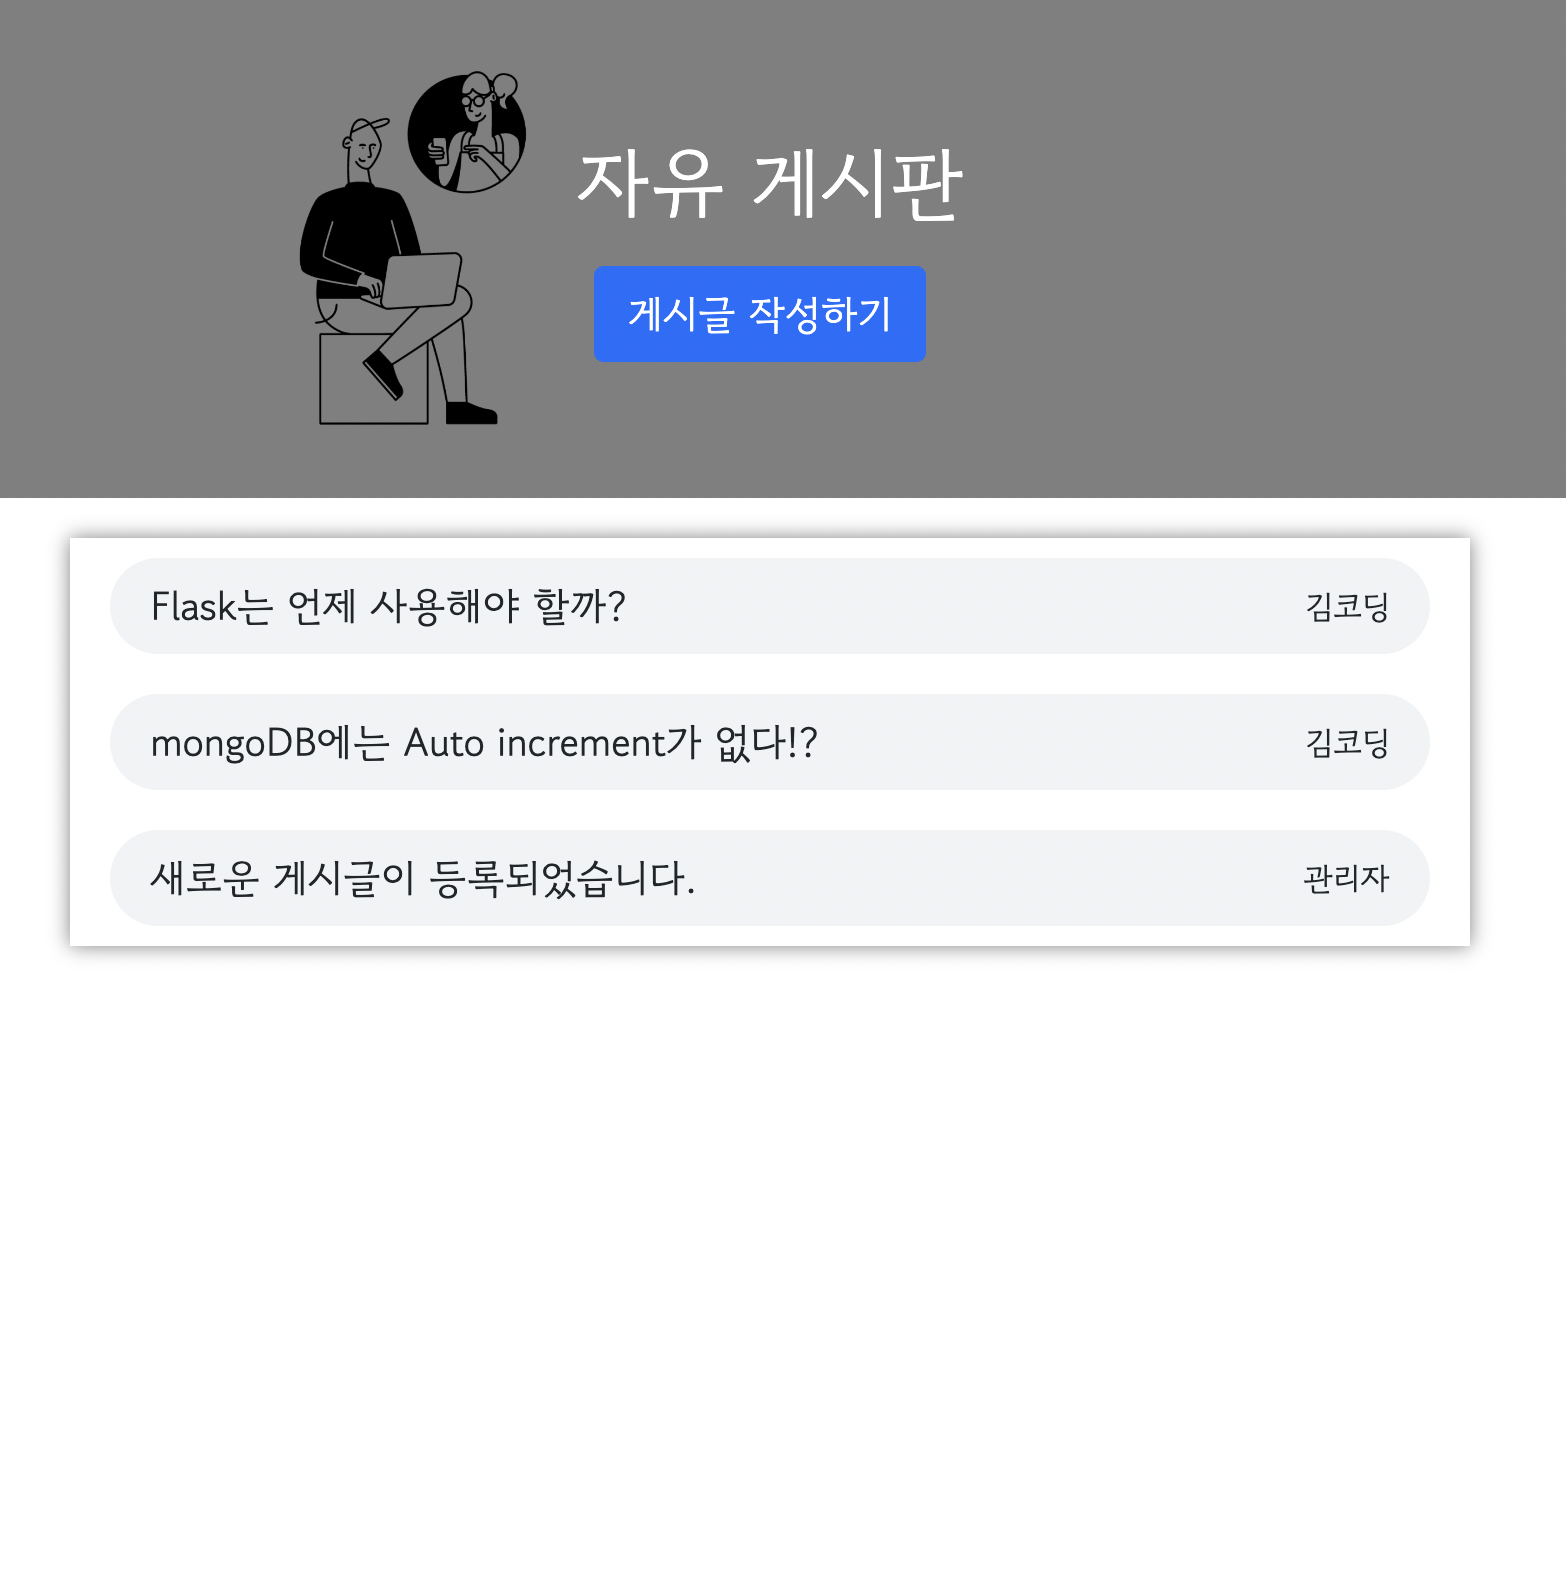 자유 게시판
게시글 작성하기
Flask는 언제 사용해야 할까? 김코딩
mongoDB에는 Auto increment가 없다!? 김코딩
새로운 게시글이 등록되었습니다. 관리자